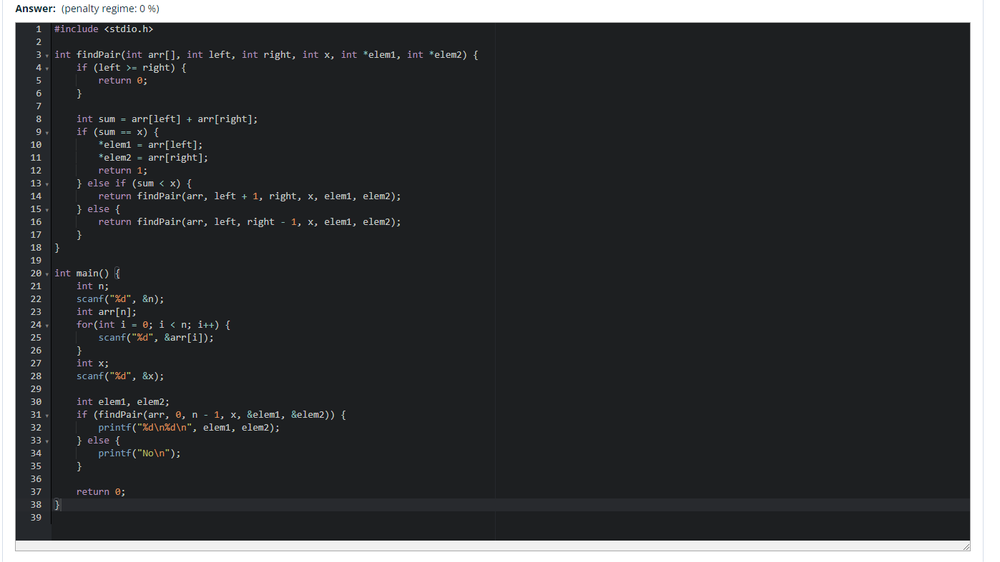 Answer: (penalty regime: 0 %)
1 #include <stdio.h>
2
3 int findPair(int arr[], int left, int right, int x, int *elem1, int *elem2) {
4     if (left >= right) {
5         return 0;
6     }
7
8     int sum = arr[left] + arr[right];
9     if (sum == x) {
10         *elem1 = arr[left];
11         *elem2 = arr[right];
12         return 1;
13     } else if (sum < x) {
14         return findPair(arr, left + 1, right, x, elem1, elem2);
15     } else {
16         return findPair(arr, left, right - 1, x, elem1, elem2);
17     }
18 }
19
20 int main() {
21     int n;
22     scanf("%d", &n);
23     int arr[n];
24     for(int i = 0; i < n; i++) {
25         scanf("%d", &arr[i]);
26     }
27     int x;
28     scanf("%d", &x);
29
30     int elem1, elem2;
31     if (findPair(arr, 0, n - 1, x, &elem1, &elem2)) {
32         printf("%d\n%d\n", elem1, elem2);
33     } else {
34         printf("No\n");
35     }
36
37     return 0;
38 }
39